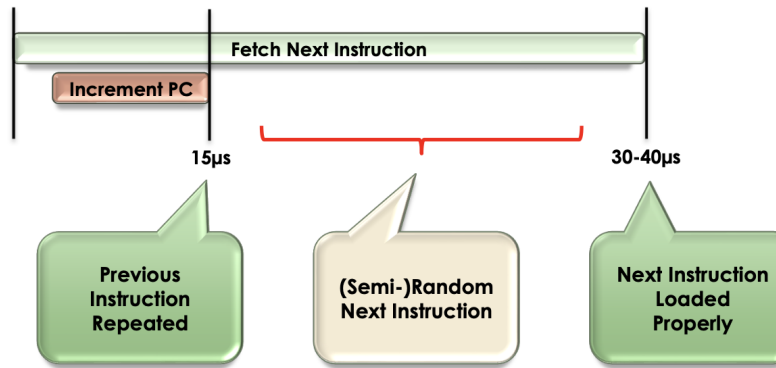 Fetch Next Instruction
Increment PC
15µs
30-40µs
Previous
Instruction
Repeated
(Semi-)Random
Next Instruction
Next Instruction
Loaded
Properly